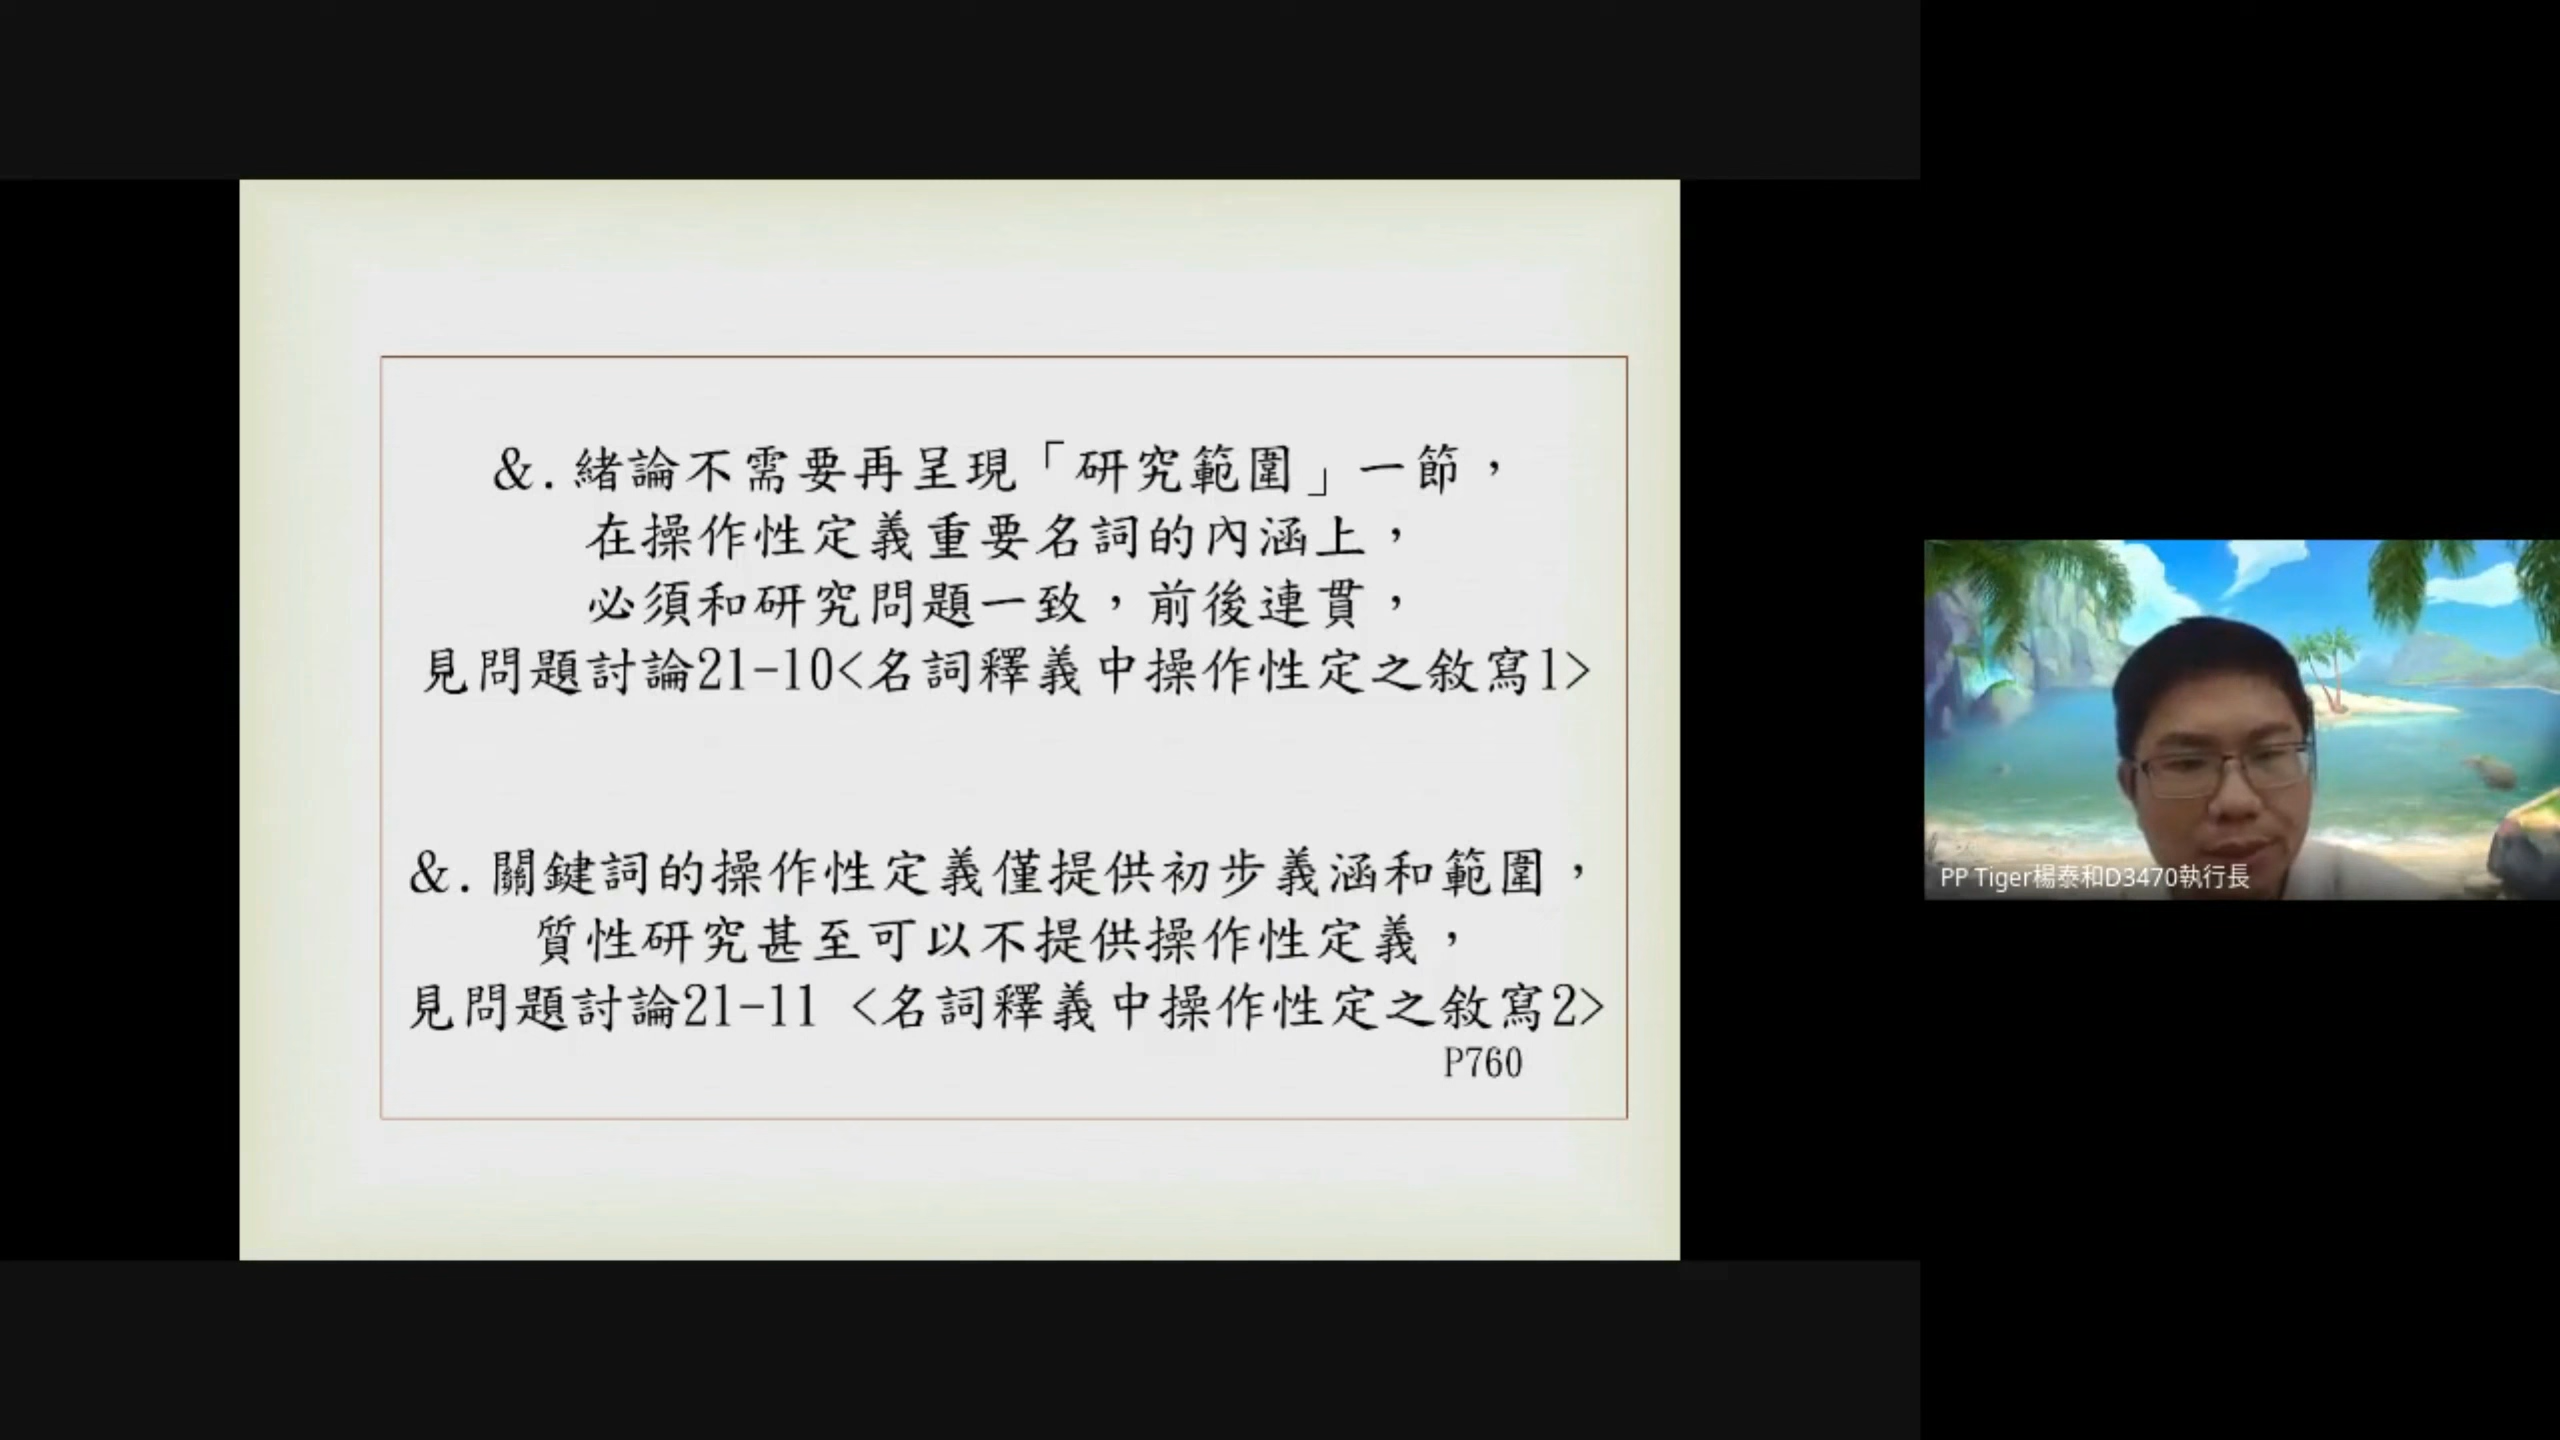 &.緒論不需要再呈現「研究範圍」一節，
在操作性定義重要名詞的內涵上，
必須和研究問題一致，前後連貫，
見問題討論21-10<名詞釋義中操作性定之敘寫1>
&.關鍵詞的操作性定義僅提供初步義涵和範圍，
質性研究甚至可以不提供操作性定義，
見問題討論21-11 <名詞釋義中操作性定之敘寫2>
P760
PP Tiger楊泰和D3470執行長